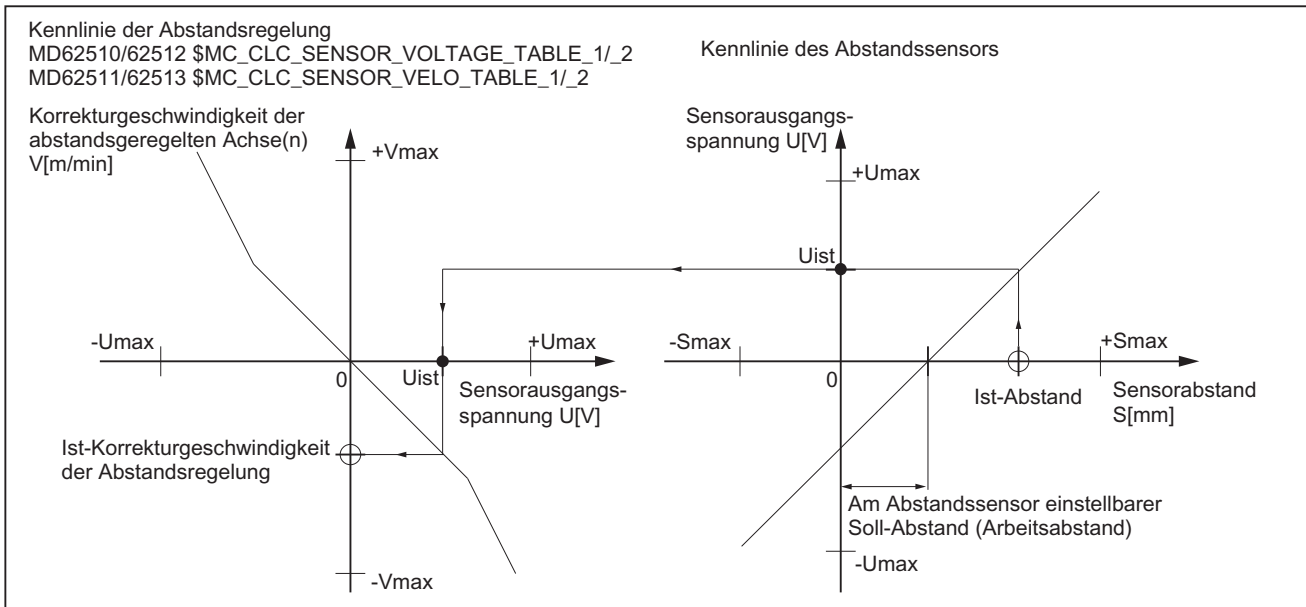 Kennlinie der Abstandsregelung
MD62510/62512 $MC_CLC_SENSOR_VOLTAGE_TABLE_1/_2
MD62511/62513 $MC_CLC_SENSOR_VELO_TABLE_1/_2
Kennlinie des Abstandssensors
Korrekturgeschwindigkeit der
abstandsgeregelten Achse(n)
V[m/min]
+Vmax
-Umax
+Umax
0
Uist
Sensorausgangs-
spannung U[V]
Ist-Korrekturgeschwindigkeit
der Abstandsregelung
-Vmax
Sensorausgangs-
spannung U[V]
+Umax
Uist
-Smax
+Smax
0
Ist-Abstand
Sensorabstand
S[mm]
Am Abstandssensor einstellbarer
Soll-Abstand (Arbeitsabstand)
-Umax